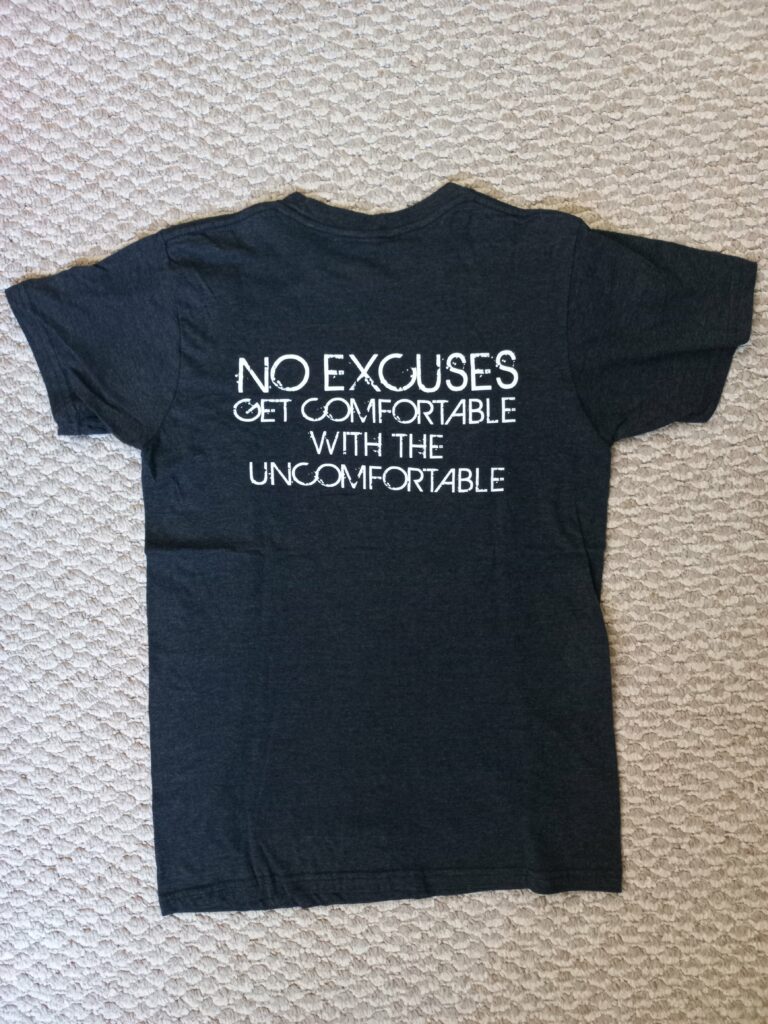 NO EXCUSES
GET COMFORTABLE
WITH THE
UNCOMFORTABLE